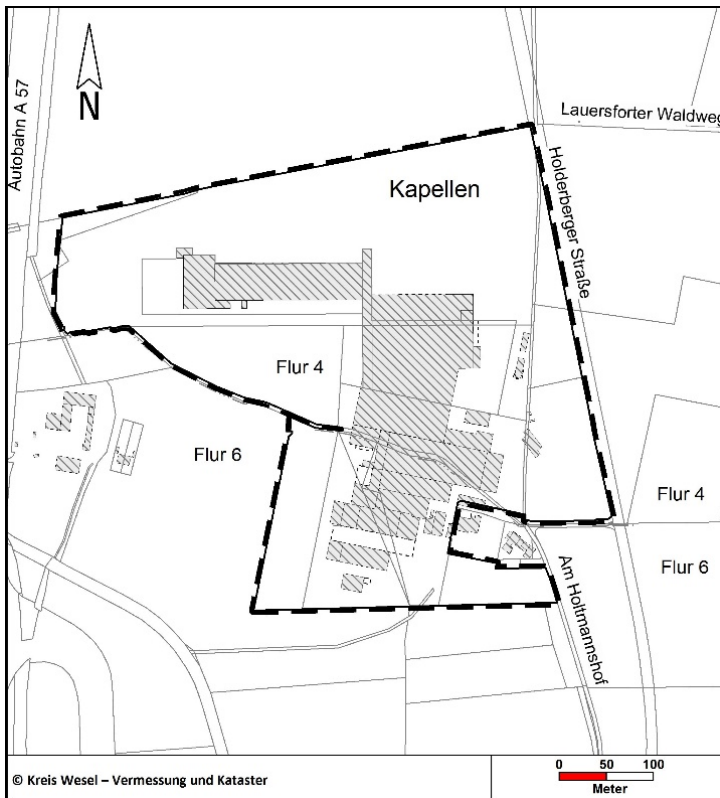 Autobahn A 57
N
Lauersforter Waldweg
Kapellen
Holderberger Straße
Flur 4
Flur 6
Flur 4
Flur 6
Am Holtmannshof
© Kreis Wesel – Vermessung und Kataster
0 50 100
Meter